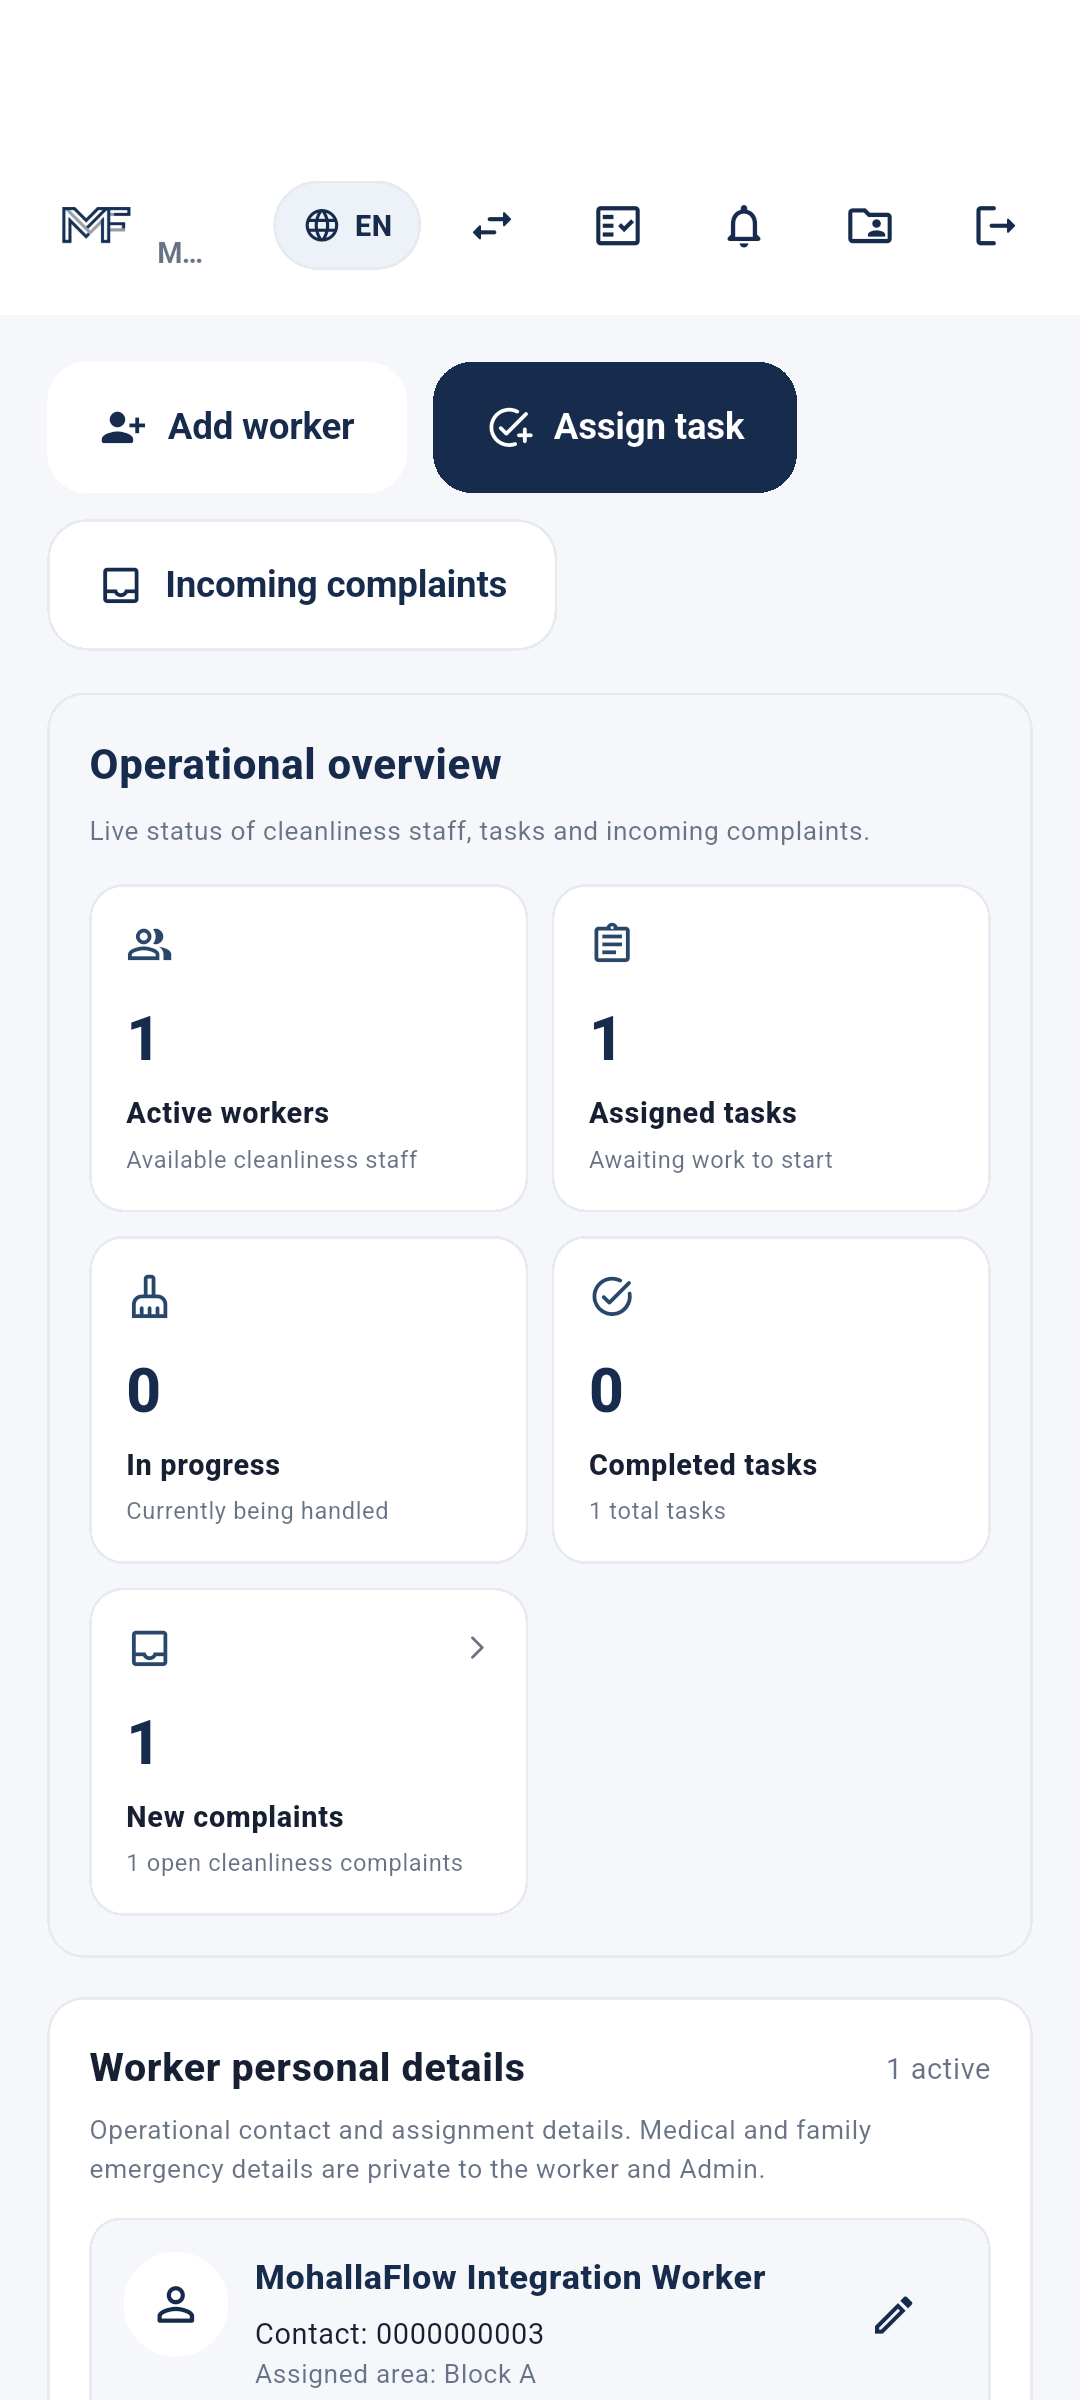 MF
M...
EN
Add worker
Assign task
Incoming complaints
Operational overview
Live status of cleanliness staff, tasks and incoming complaints.
1
Active workers
Available cleanliness staff
1
Assigned tasks
Awaiting work to start
0
In progress
Currently being handled
0
Completed tasks
1 total tasks
1
New complaints
1 open cleanliness complaints
Worker personal details
1 active
Operational contact and assignment details. Medical and family
emergency details are private to the worker and Admin.
MohallaFlow Integration Worker
Contact: 0000000003
Assigned area: Block A